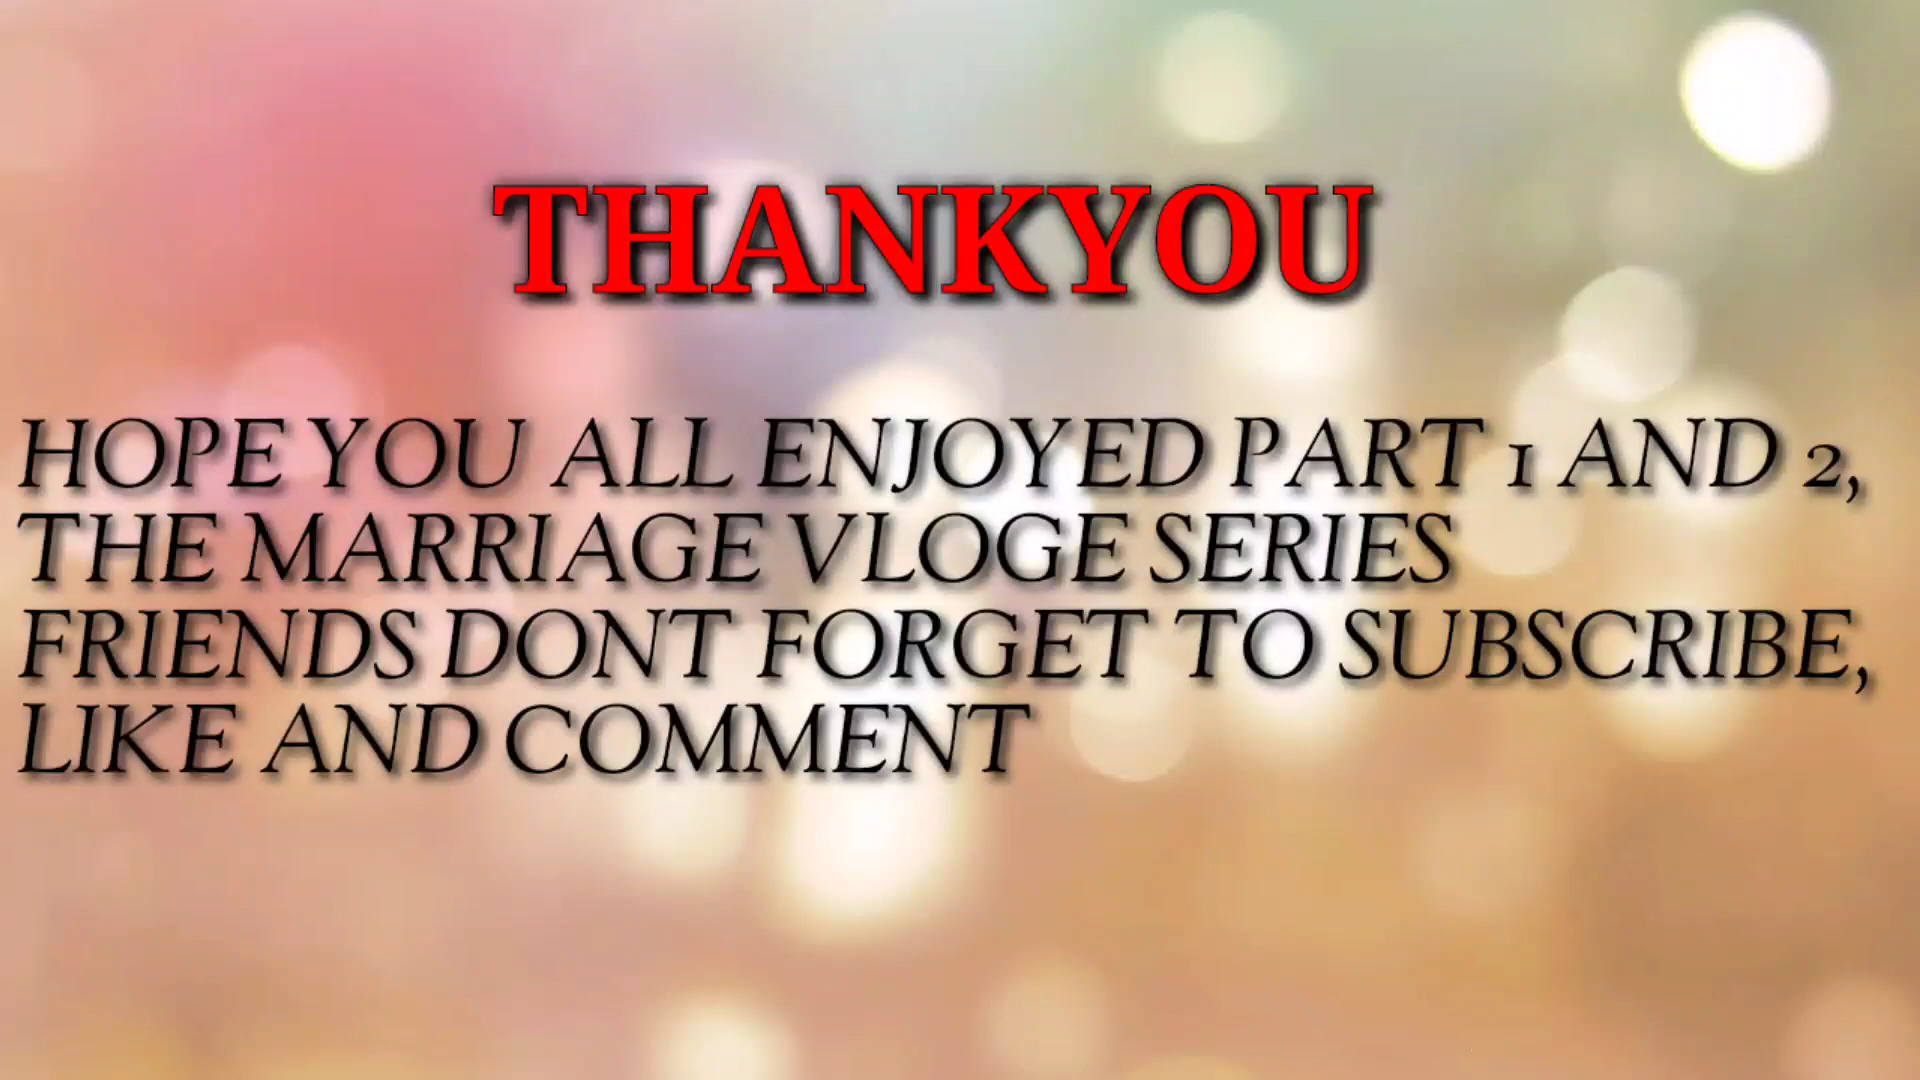 THANKYOU
HOPE YOU ALL ENJOYED PART 1 AND 2,
THE MARRIAGE VLOGE SERIES
FRIENDS DONT FORGET TO SUBSCRIBE,
LIKE AND COMMENT